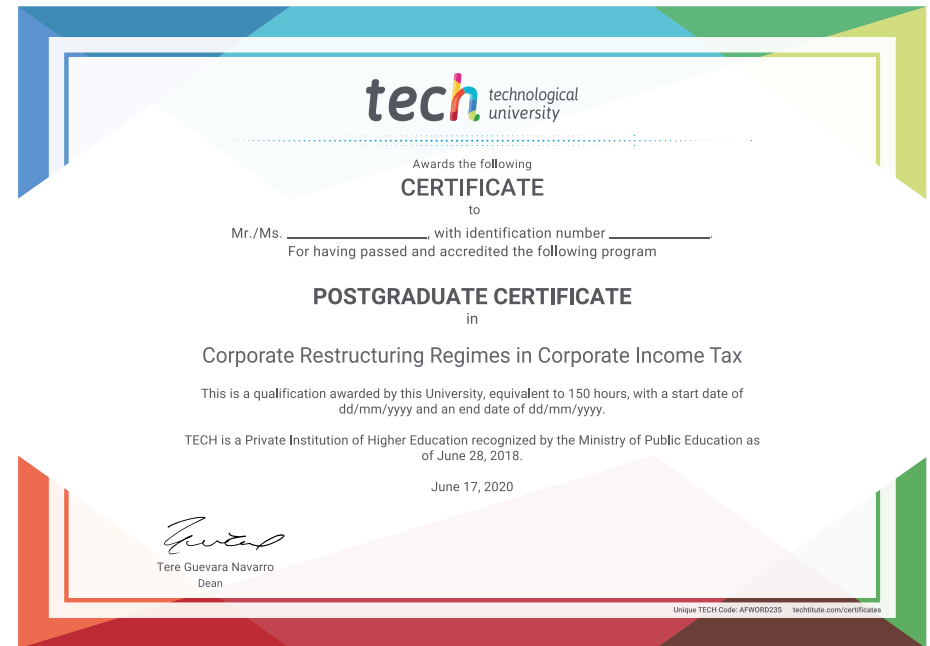 tech technological
university
Awards the following
CERTIFICATE
to
Mr./Ms. ____________, with identification number ____________.
For having passed and accredited the following program
POSTGRADUATE CERTIFICATE
in
Corporate Restructuring Regimes in Corporate Income Tax
This is a qualification awarded by this University, equivalent to 150 hours, with a start date of
dd/mm/yyyy and an end date of dd/mm/yyyy.
TECH is a Private Institution of Higher Education recognized by the Ministry of Public Education as
of June 28, 2018.
June 17, 2020
Tere Guevara Navarro
Dean
Unique TECH Code: AFWORD23S techtitute.com/certificates